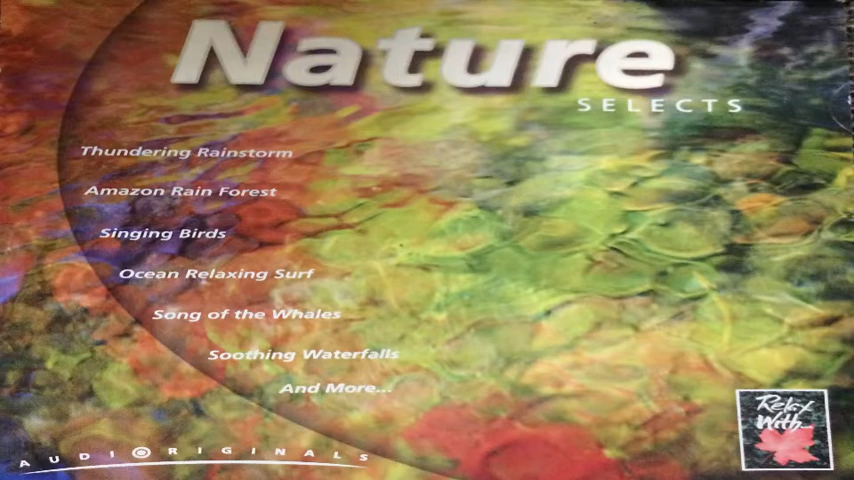 Nature
SELECTS
Thundering Rainstorm
Amazon Rain Forest
Singing Birds
Ocean Relaxing Surf
Song of the Whales
Soothing Waterfalls
And More...
Relax
With...
AUDIORIGINALS